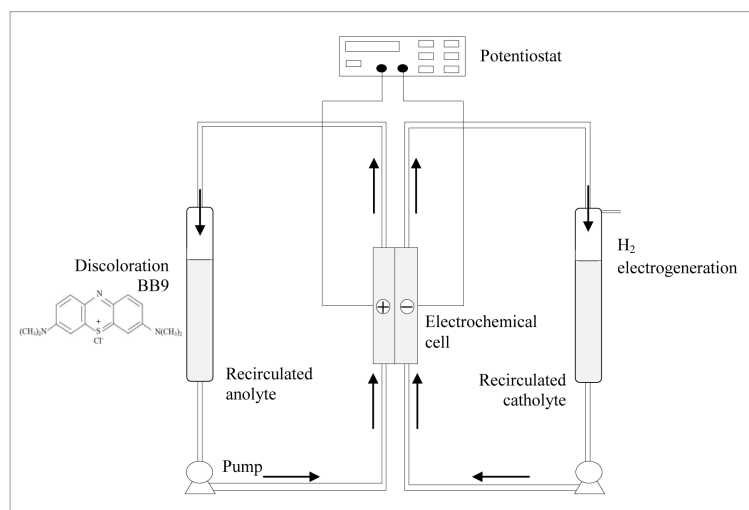 Potentiostat
Discoloration
BB9
H2
electrogeneration
N
(CH3)2N
S
+
N(CH3)2
Cl-
+
−
Electrochemical
cell
Recirculated
anolyte
Recirculated
catholyte
Pump